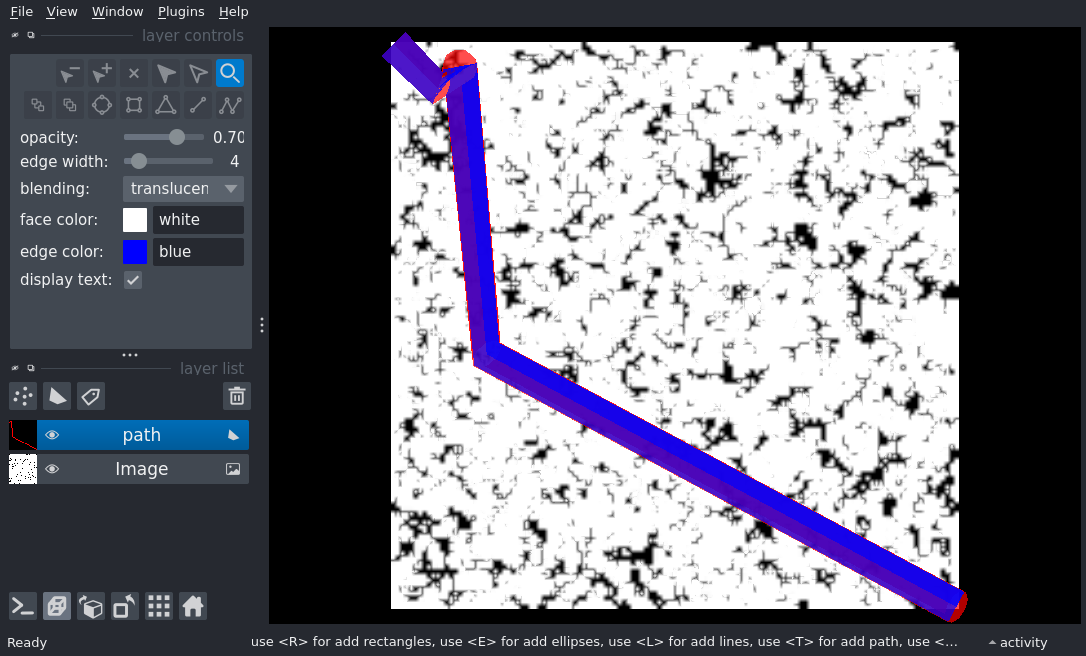 File View Window Plugins Help
layer controls
opacity: 0.70
edge width: 4
blending: translucen
face color: white
edge color: blue
display text:
layer list
path
Image
Ready use <R> for add rectangles, use <E> for add ellipses, use <L> for add lines, use <T> for add path, use <... activity